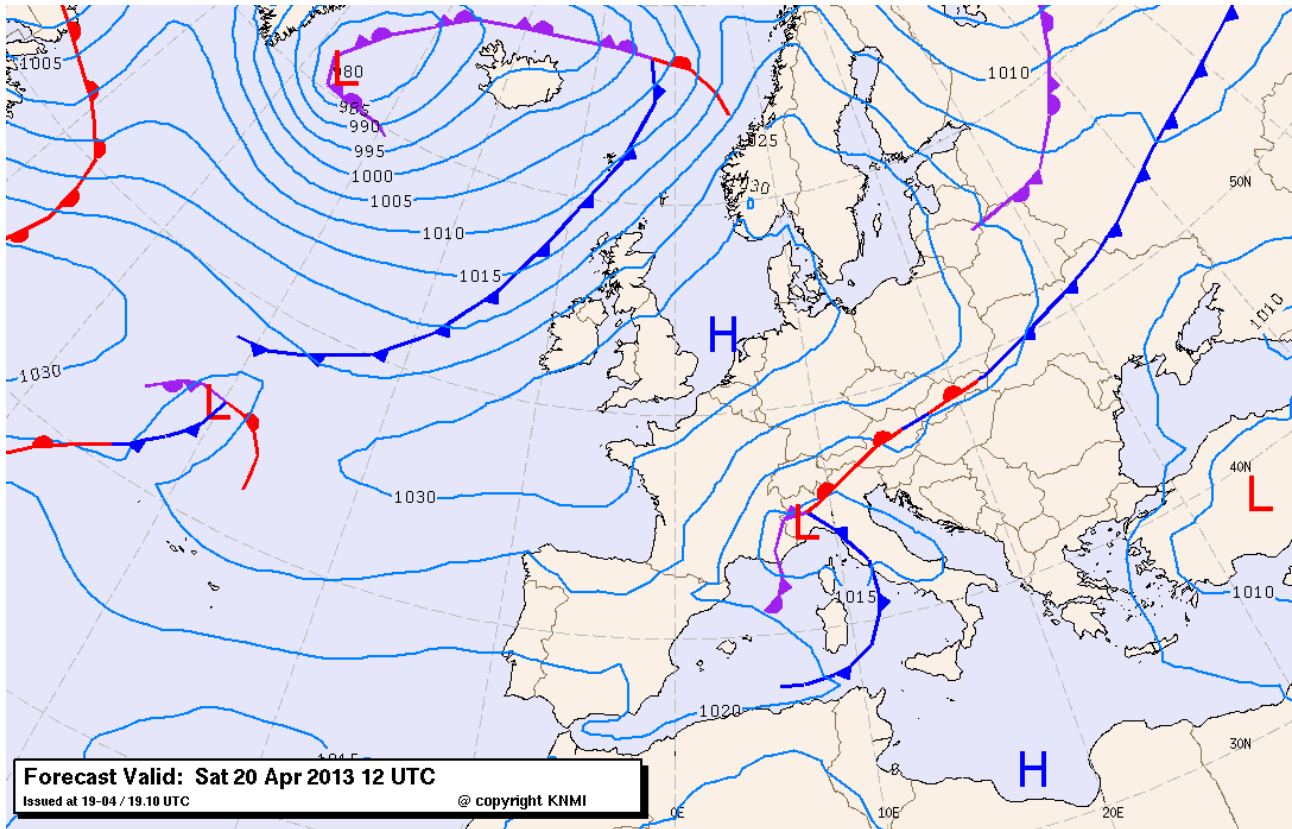 1005
1010
980
985
990
995
1000
1005
1010
1015
1025
1030
50N
1030
L
L
H
1010
40N
L
1030
L
1015
1010
1020
H
30N
1015
0E
10E
20E
Forecast Valid: Sat 20 Apr 2013 12 UTC
Issued at 19-04 / 19.10 UTC
@ copyright KNMI